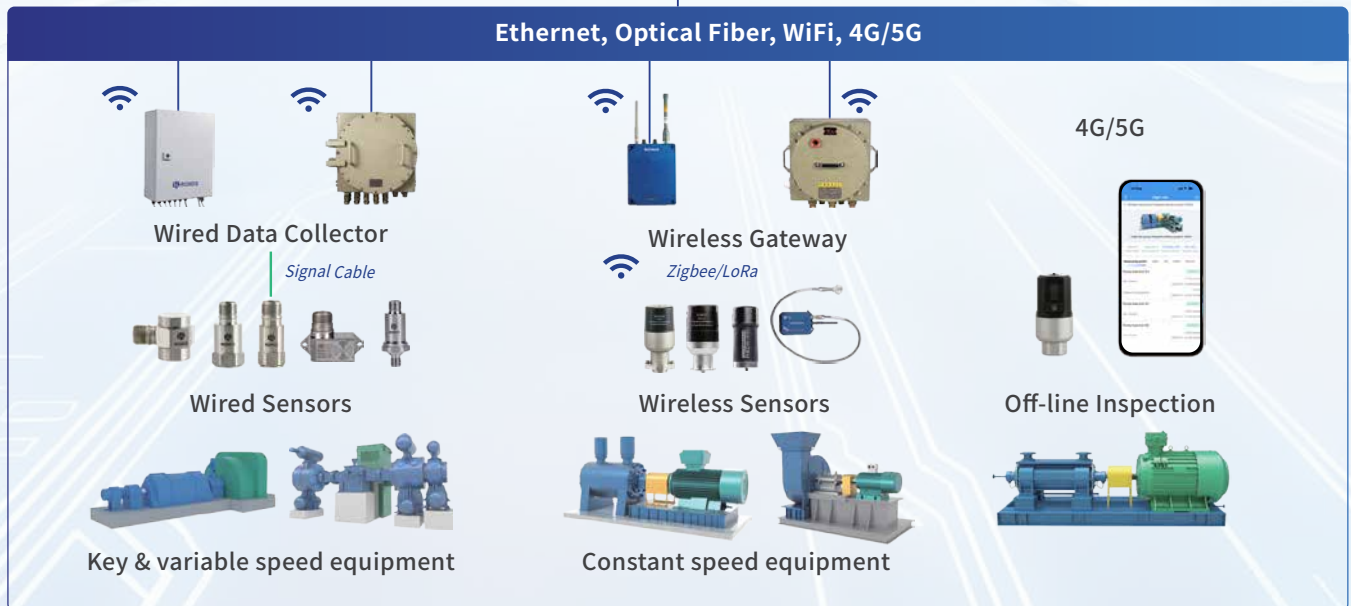 Ethernet, Optical Fiber, WiFi, 4G/5G
4G/5G
Wired Data Collector
Wireless Gateway
Signal Cable
Zigbee/LoRa
Wired Sensors
Wireless Sensors
Off-line Inspection
Key & variable speed equipment
Constant speed equipment